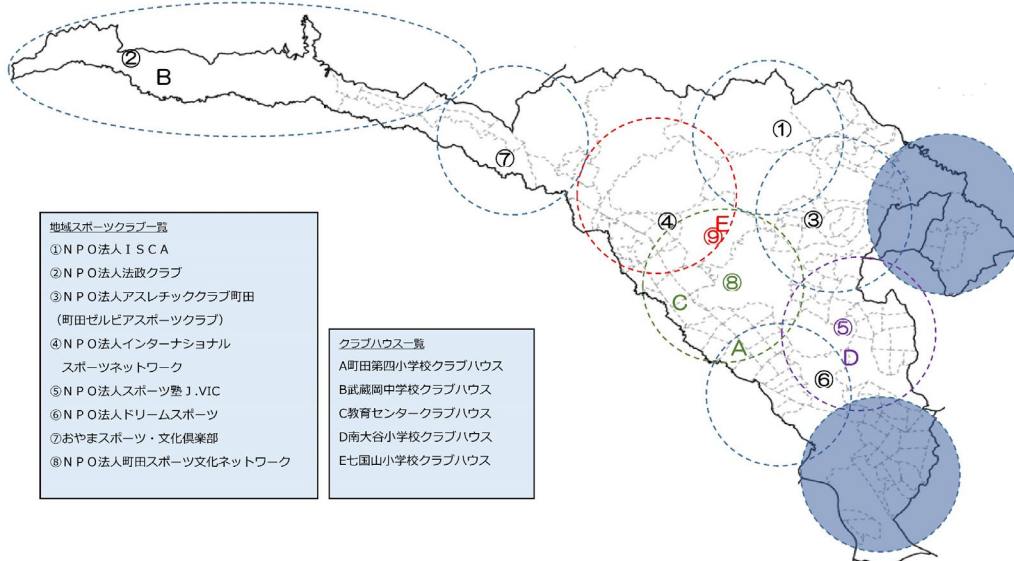 ②
B
⑦
①
④
E
⑨
③
⑧
C
⑤
A
D
⑥
地域スポーツクラブ一覧
①ＮＰＯ法人ＩＳＣＡ
②ＮＰＯ法人法政クラブ
③ＮＰＯ法人アスレチッククラブ町田
（町田ゼルビアスポーツクラブ）
④ＮＰＯ法人インターナショナル
スポーツネットワーク
⑤ＮＰＯ法人スポーツ塾Ｊ.VIC
⑥ＮＰＯ法人ドリームスポーツ
⑦おやまスポーツ・文化倶楽部
⑧ＮＰＯ法人町田スポーツ文化ネットワーク
クラブハウス一覧
A町田第四小学校クラブハウス
B武蔵岡中学校クラブハウス
C教育センタークラブハウス
D南大谷小学校クラブハウス
E七国山小学校クラブハウス